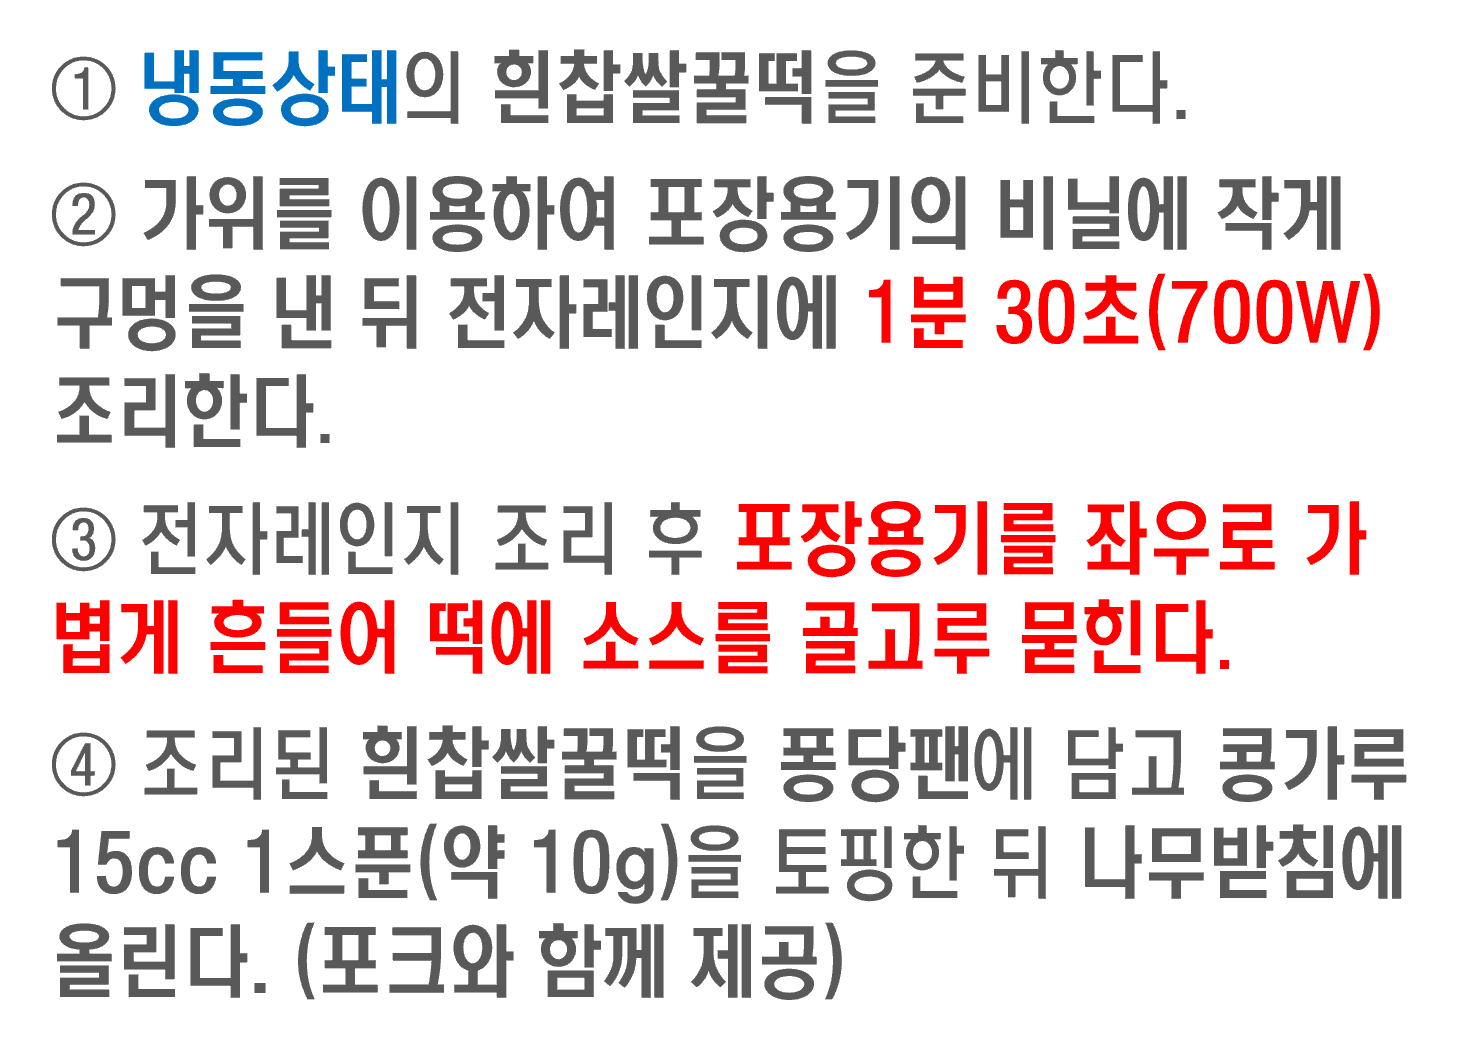 ① 냉동상태의 흰찹쌀꿀떡을 준비한다.
② 가위를 이용하여 포장용기의 비닐에 작게
구멍을 낸 뒤 전자레인지에 1분 30초(700W)
조리한다.
③ 전자레인지 조리 후 포장용기를 좌우로 가
볍게 흔들어 떡에 소스를 골고루 묻힌다.
④ 조리된 흰찹쌀꿀떡을 퐁당팬에 담고 콩가루
15cc 1스푼(약 10g)을 토핑한 뒤 나무받침에
올린다. (포크와 함께 제공)